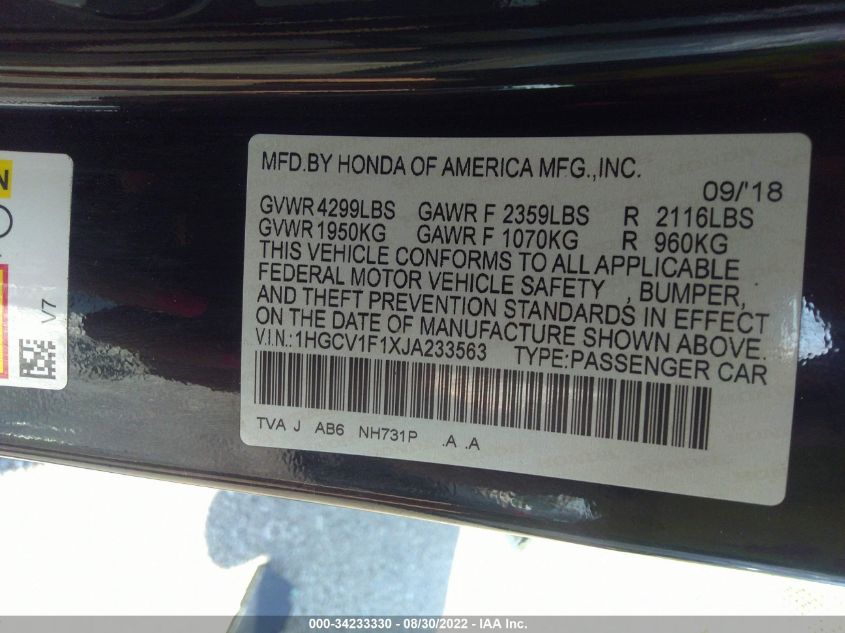 N
V7
MFD.BY HONDA OF AMERICA MFG.,INC.
09/'18
GVWR 4299LBS GAWR F 2359LBS R 2116LBS
GVWR 1950KG GAWR F 1070KG R 960KG
THIS VEHICLE CONFORMS TO ALL APPLICABLE
FEDERAL MOTOR VEHICLE SAFETY , BUMPER,
AND THEFT PREVENTION STANDARDS IN EFFECT
ON THE DATE OF MANUFACTURE SHOWN ABOVE.
V.I.N.:1HGCV1F1XJA233563 TYPE:PASSENGER CAR
TVA J AB6 NH731P .A .A
000-34233330 - 08/30/2022 - IAA Inc.